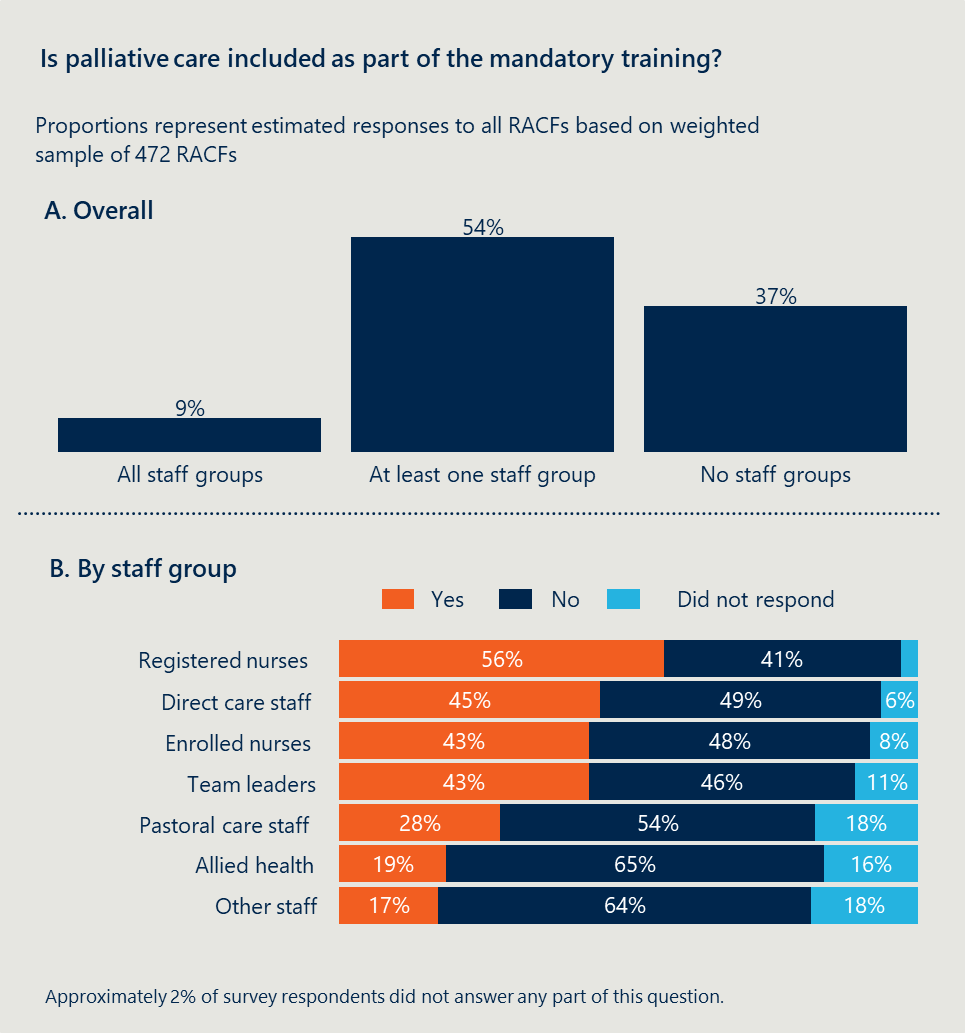 Is palliative care included as part of the mandatory training?
Proportions represent estimated responses to all RACFs based on weighted
sample of 472 RACFs
A. Overall
54%
37%
9%
All staff groups
At least one staff group
No staff groups
B. By staff group
Yes
No
Did not respond
Registered nurses 56% 41%
Direct care staff 45% 49% 6%
Enrolled nurses 43% 48% 8%
Team leaders 43% 46% 11%
Pastoral care staff 28% 54% 18%
Allied health 19% 65% 16%
Other staff 17% 64% 18%
Approximately 2% of survey respondents did not answer any part of this question.